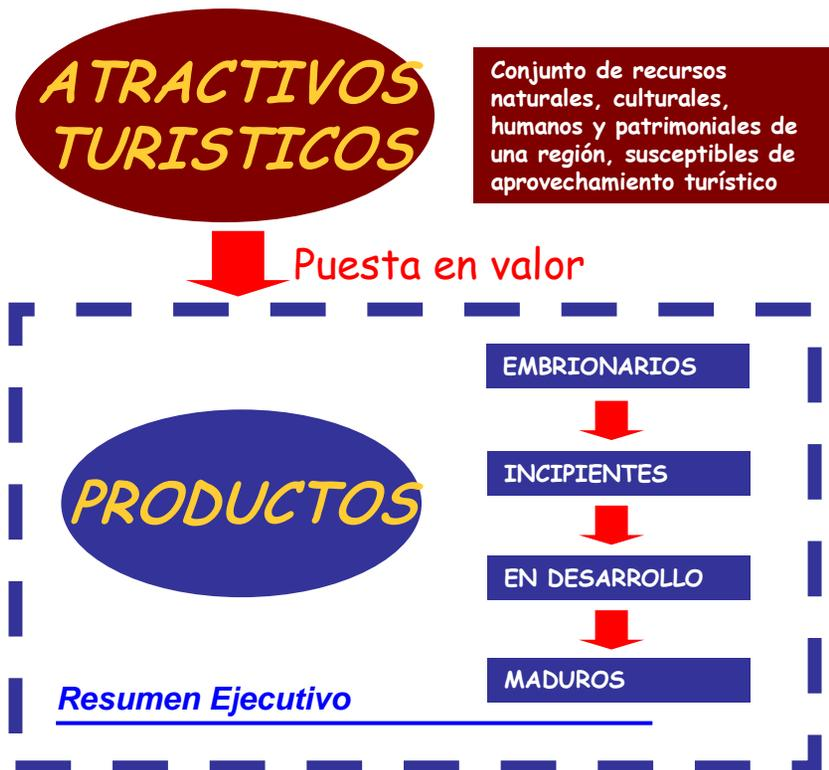 ATRACTIVOS
TURISTICOS
Conjunto de recursos
naturales, culturales,
humanos y patrimoniales de
una región, susceptibles de
aprovechamiento turístico
Puesta en valor
PRODUCTOS
EMBRIONARIOS
INCIPIENTES
EN DESARROLLO
MADUROS
Resumen Ejecutivo